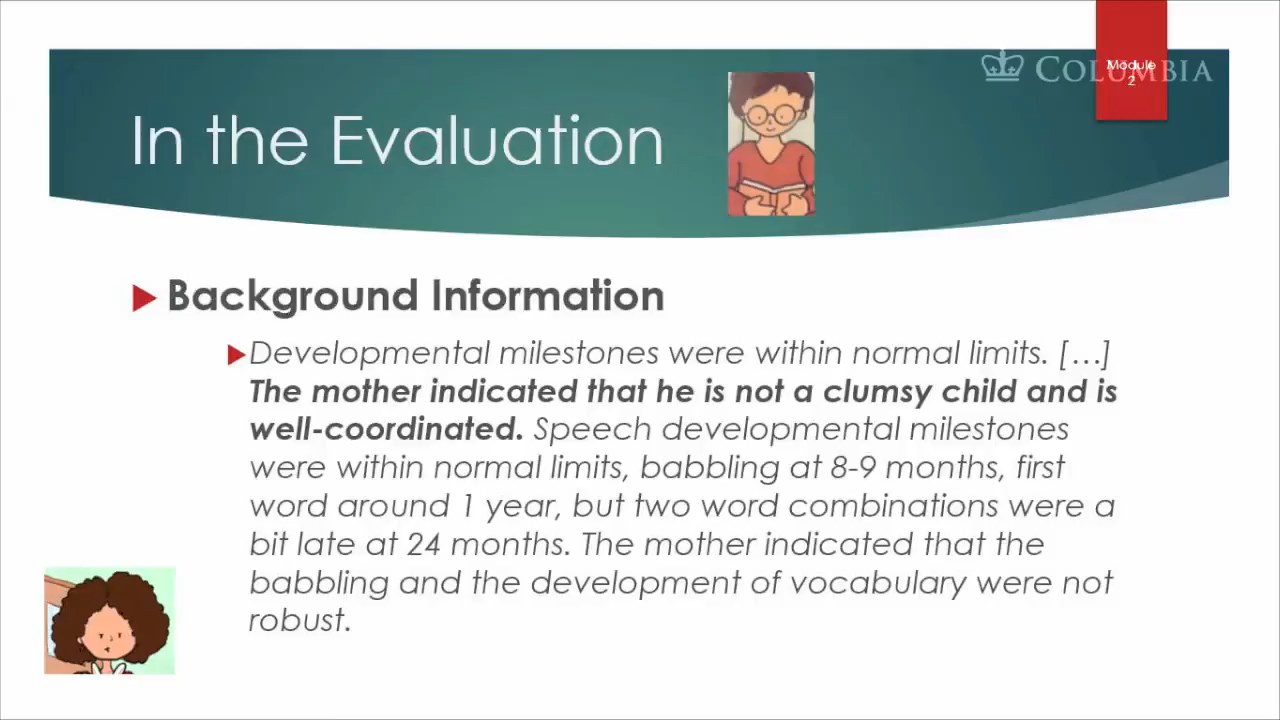 Module
2
COLUMBIA
In the Evaluation
Background Information
Developmental milestones were within normal limits. […]
The mother indicated that he is not a clumsy child and is
well-coordinated. Speech developmental milestones
were within normal limits, babbling at 8-9 months, first
word around 1 year, but two word combinations were a
bit late at 24 months. The mother indicated that the
babbling and the development of vocabulary were not
robust.